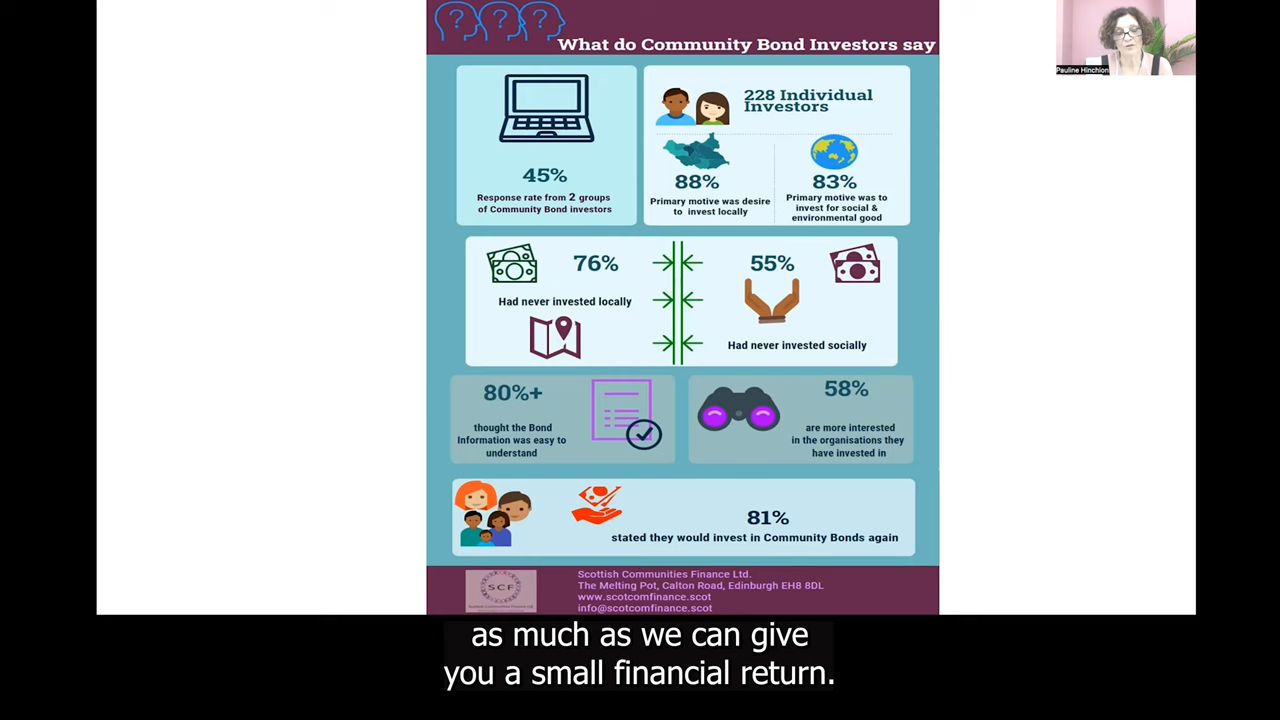 ? ? ?
What do Community Bond Investors say
Pauline Hinchion
45%
Response rate from 2 groups
of Community Bond investors
228 Individual
Investors
88%
Primary motive was desire
to invest locally
83%
Primary motive was to
invest for social &
environmental good
76%
Had never invested locally
55%
Had never invested socially
80%+
thought the Bond
Information was easy to
understand
58%
are more interested
in the organisations they
have invested in
81%
stated they would invest in Community Bonds again
SCF
Scottish Communities Finance Ltd.
The Melting Pot, Calton Road, Edinburgh EH8 8DL
www.scotcomfinance.scot
info@scotcomfinance.scot
as much as we can give
you a small financial return.